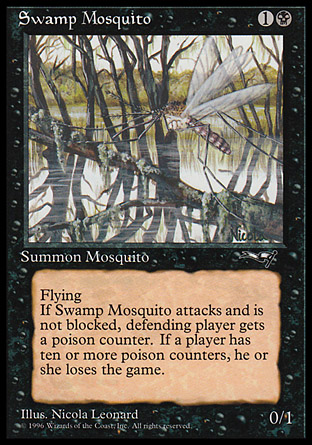 Swamp Mosquito 1
Summon Mosquito
Flying
If Swamp Mosquito attacks and is
not blocked, defending player gets
a poison counter. If a player has
ten or more poison counters, he or
she loses the game.
Illus. Nicola Leonard
© 1996 Wizards of the Coast, Inc. All rights reserved.
0/1